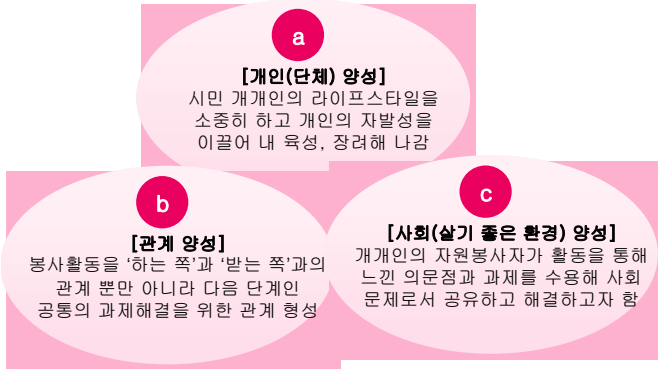 a
[개인(단체) 양성]
시민 개개인의 라이프스타일을
소중히 하고 개인의 자발성을
이끌어 내 육성, 장려해 나감
b
[관계 양성]
봉사활동을 ‘하는 쪽’과 ‘받는 쪽’과의
관계 뿐만 아니라 다음 단계인
공통의 과제해결을 위한 관계 형성
c
[사회(살기 좋은 환경) 양성]
개개인의 자원봉사자가 활동을 통해
느낀 의문점과 과제를 수용해 사회
문제로서 공유하고 해결하고자 함